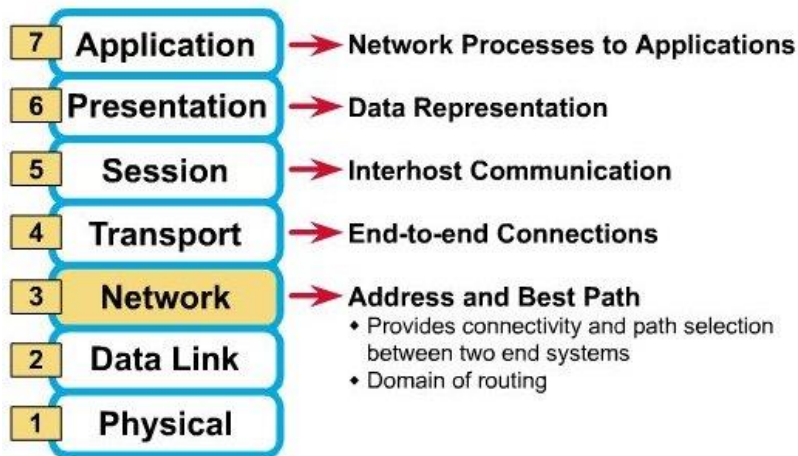 7 Application Network Processes to Applications
6 Presentation Data Representation
5 Session Interhost Communication
4 Transport End-to-end Connections
3 Network Address and Best Path
• Provides connectivity and path selection
between two end systems
2 Data Link
• Domain of routing
1 Physical